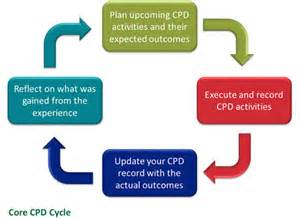 Plan upcoming CPD
activities and their
expected outcomes
Execute and record
CPD activities
Update your CPD
record with the
actual outcomes
Reflect on what was
gained from the
experience
Core CPD Cycle